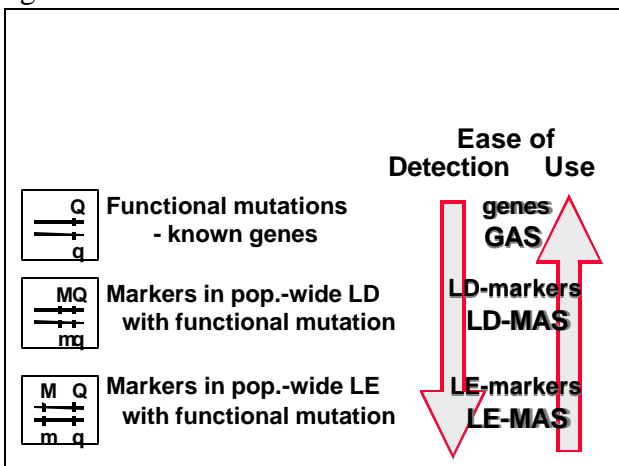 Ease of
Detection Use
Q
q
Functional mutations
- known genes
genes
GAS
MQ
mq
Markers in pop.-wide LD
with functional mutation
LD-markers
LD-MAS
M Q
m q
Markers in pop.-wide LE
with functional mutation
LE-markers
LE-MAS